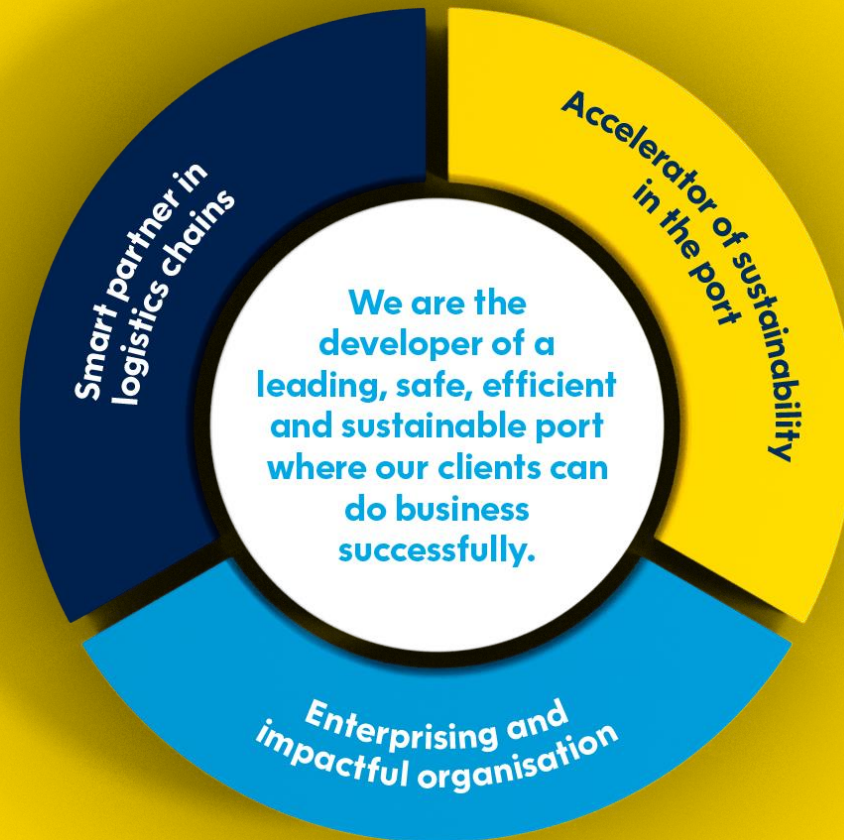 Smart partner in
logistics chains
Accelerator of sustainability
in the port
We are the
developer of a
leading, safe, efficient
and sustainable port
where our clients can
do business
successfully.
Enterprising and
impactful organisation